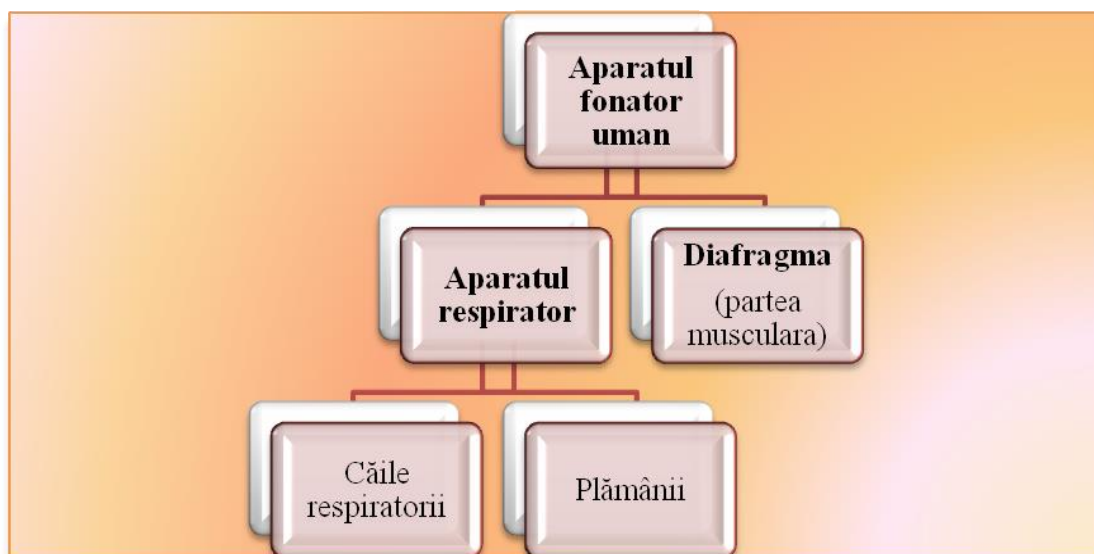 Aparatul
fonator
uman
Aparatul
respirator
Diafragma
(partea
musculara)
Căile
respiratorii
Plămânii